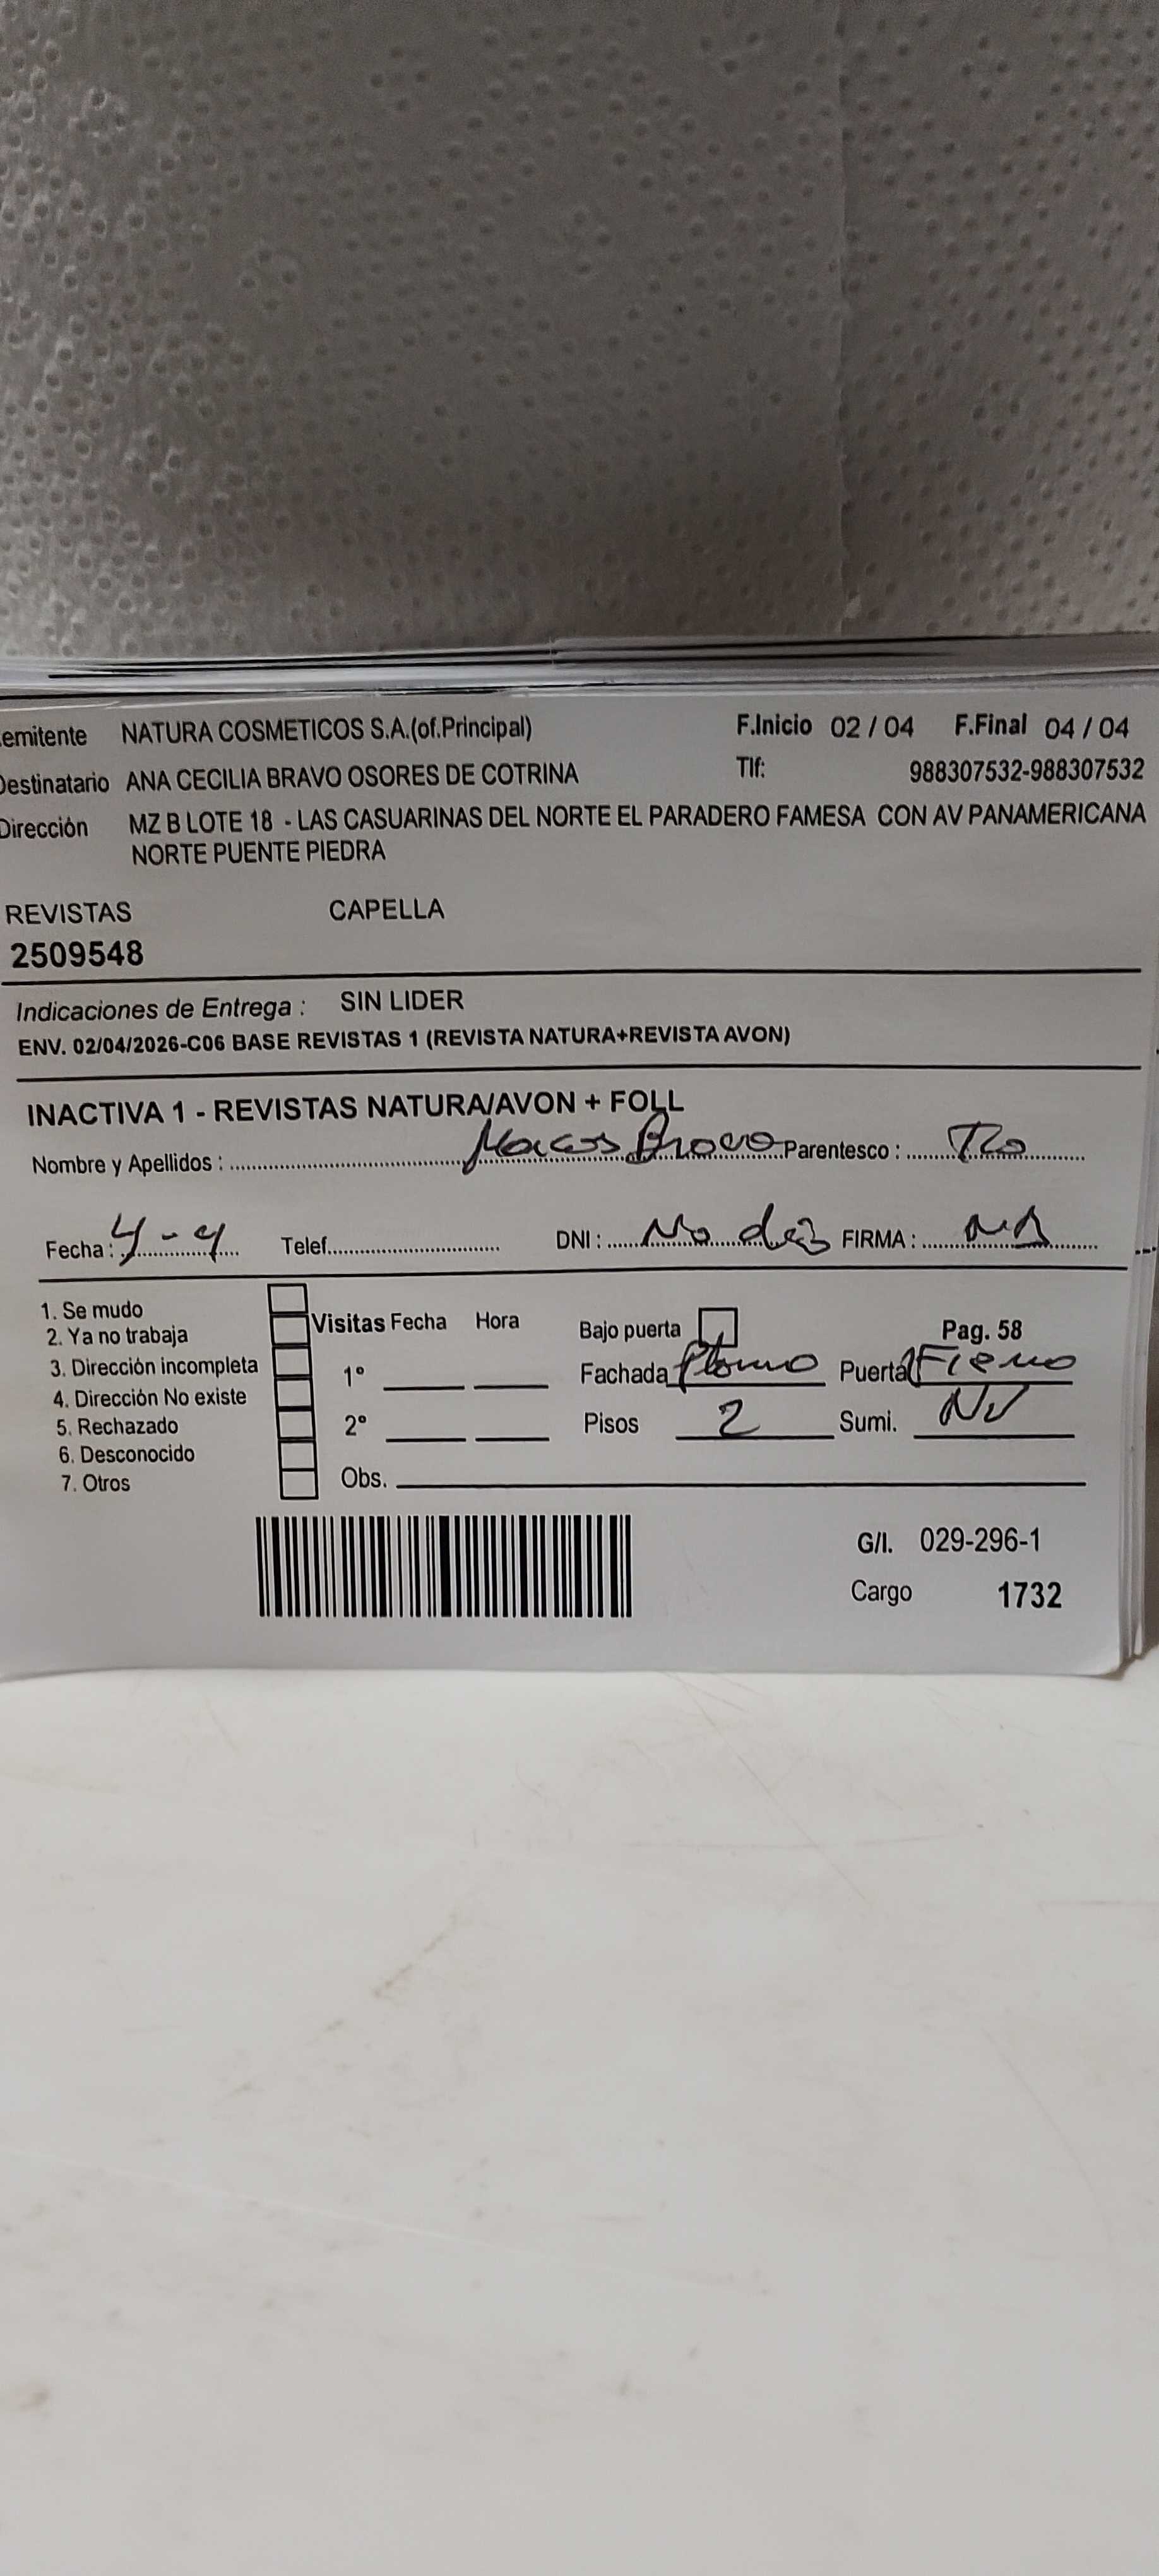 emitente NATURA COSMETICOS S.A.(of.Principal) F.Inicio 02 / 04 F.Final 04 / 04
Destinatario ANA CECILIA BRAVO OSORES DE COTRINA Tlf: 988307532-988307532
Dirección MZ B LOTE 18 - LAS CASUARINAS DEL NORTE EL PARADERO FAMESA CON AV PANAMERICANA
NORTE PUENTE PIEDRA
REVISTAS CAPELLA
2509548
Indicaciones de Entrega : SIN LIDER
ENV. 02/04/2026-C06 BASE REVISTAS 1 (REVISTA NATURA+REVISTA AVON)
INACTIVA 1 - REVISTAS NATURA/AVON + FOLL
Nombre y Apellidos : Marcos Bravo Parentesco : Tio
Fecha : 4 - 4 Telef. DNI : No da FIRMA :
1. Se mudo
2. Ya no trabaja
3. Dirección incompleta
4. Dirección No existe
5. Rechazado
6. Desconocido
7. Otros
Visitas Fecha Hora
1º
2º
Obs.
Bajo puerta Pag. 58
Fachada Plomo Puerta Fierro
Pisos 2 Sumi. NV
G/I. 029-296-1
Cargo 1732